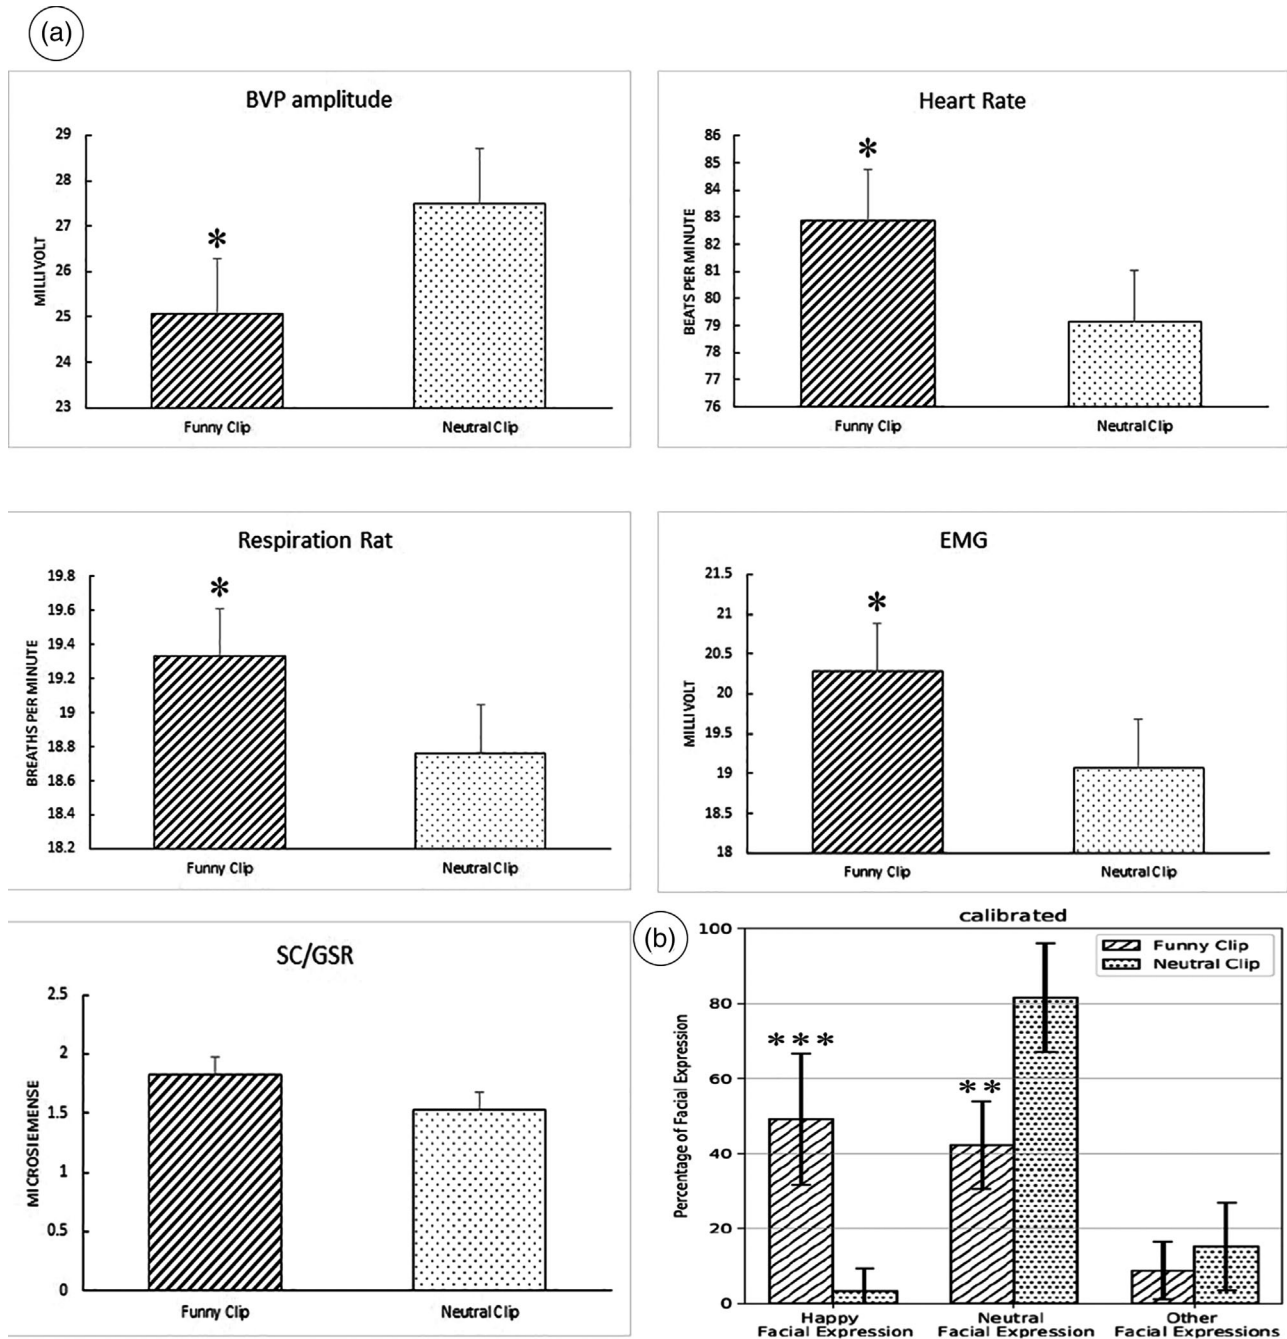 (a)
BVP amplitude
MILLI VOLT
29
28
27
26
25
24
23
*
Funny Clip
Neutral Clip
Heart Rate
BEATS PER MINUTE
86
85
84
83
82
81
80
79
78
77
76
*
Funny Clip
Neutral Clip
Respiration Rat
BREATHS PER MINUTE
19.8
19.6
19.4
19.2
19
18.8
18.6
18.4
18.2
*
Funny Clip
Neutral Clip
EMG
MILLI VOLT
21.5
21
20.5
20
19.5
19
18.5
18
*
Funny Clip
Neutral Clip
SC/GSR
MICROSIEMENSE
2.5
2
1.5
1
0.5
0
Funny Clip
Neutral Clip
(b)
calibrated
Percentage of Facial Expression
100
80
60
40
20
0
Funny Clip
Neutral Clip
***
**
Happy
Facial Expression
Neutral
Facial Expression
Other
Facial Expressions